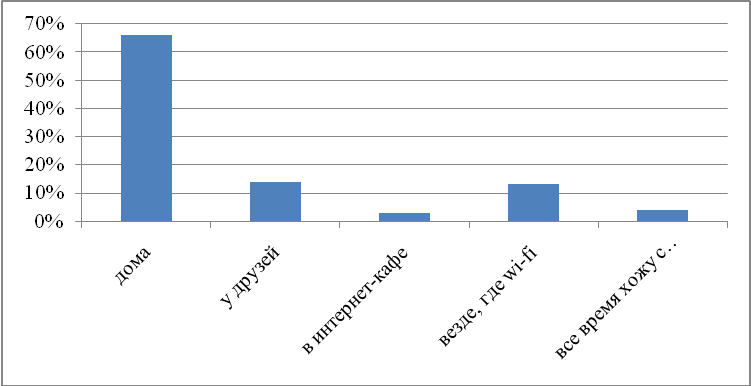 70%
60%
50%
40%
30%
20%
10%
0%
дома
у друзей
в интернет-кафе
везде, где wi-fi
все время хожу с..